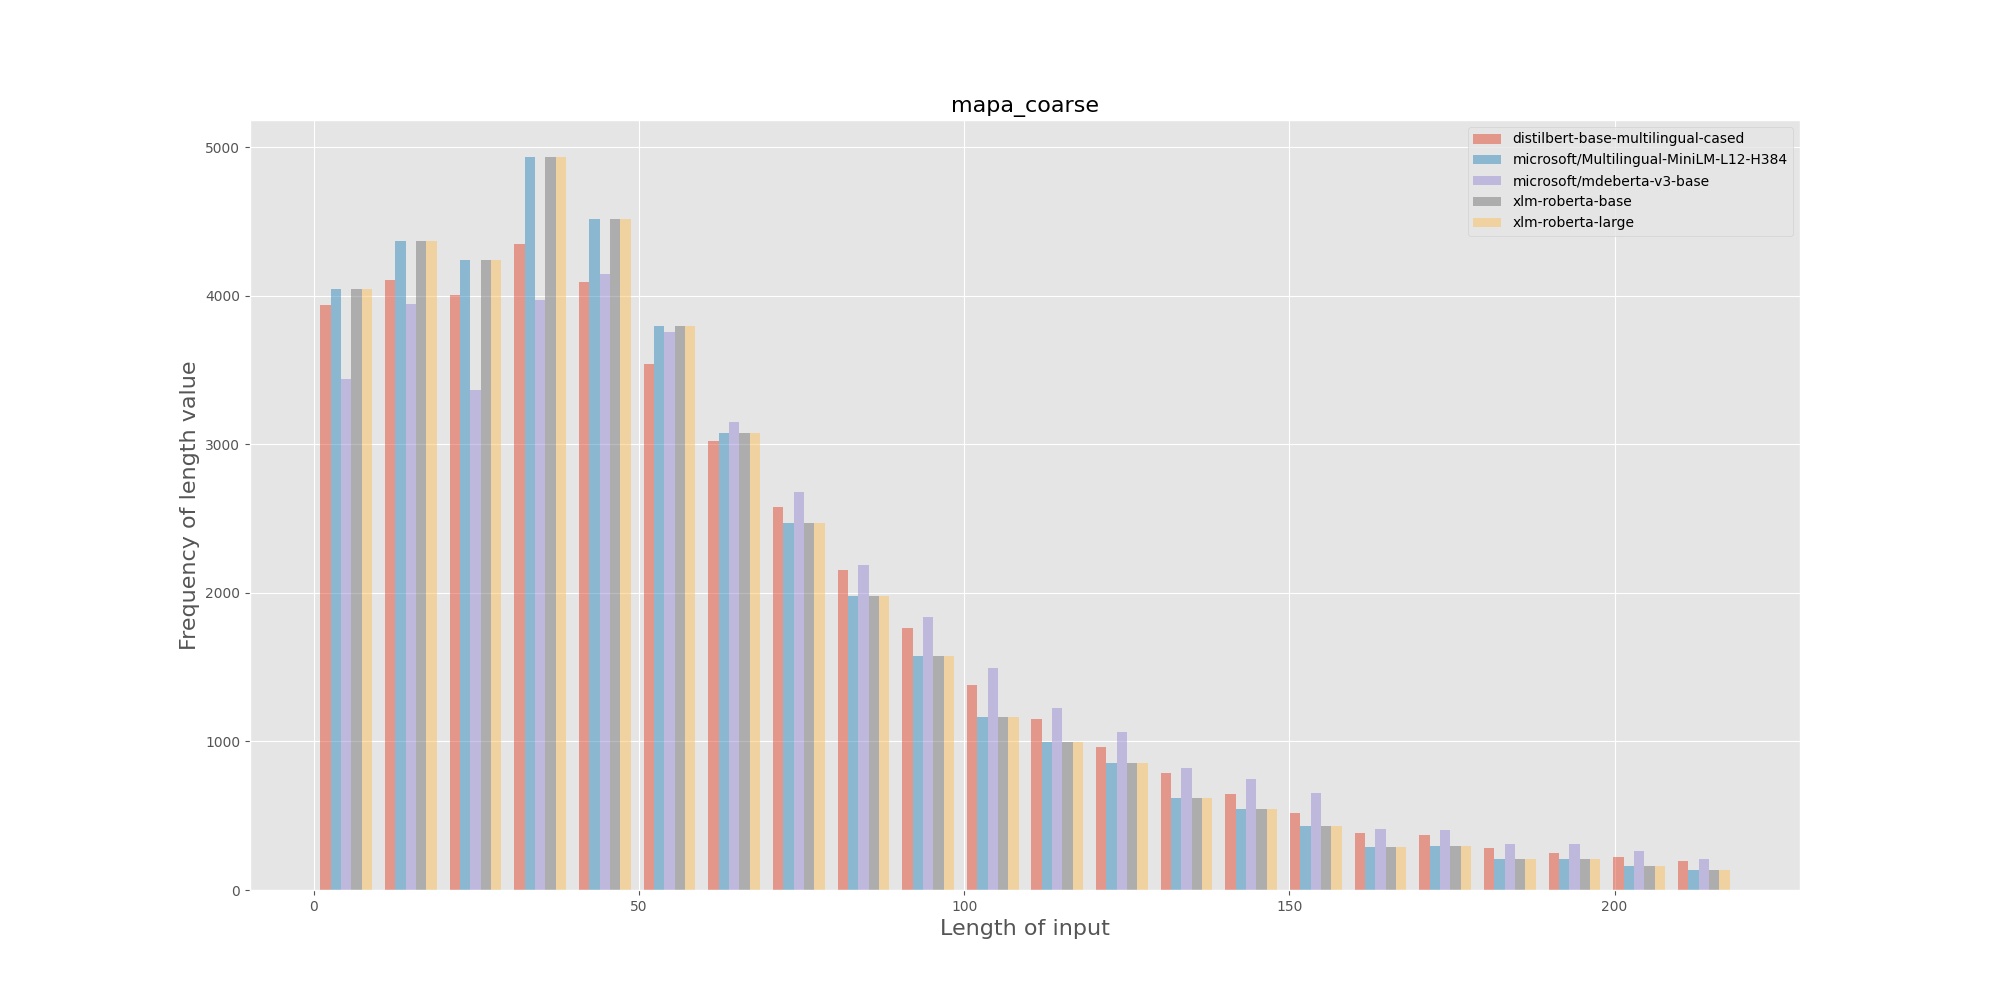 mapa_coarse
distilbert-base-multilingual-cased
microsoft/Multilingual-MiniLM-L12-H384
microsoft/mdeberta-v3-base
xlm-roberta-base
xlm-roberta-large
Frequency of length value
5000
4000
3000
2000
1000
0
0 50 100 150 200
Length of input